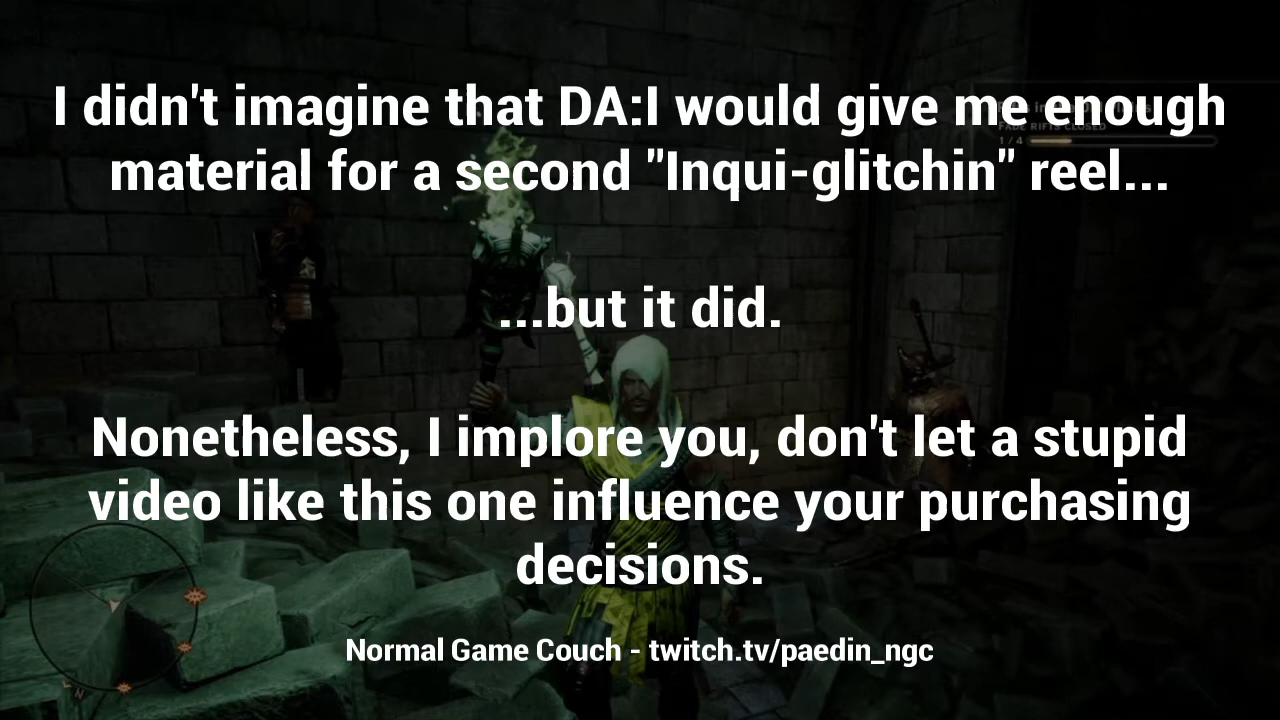 I didn't imagine that DA:I would give me enough
material for a second "Inqui-glitchin" reel...
...but it did.
Nonetheless, I implore you, don't let a stupid
video like this one influence your purchasing
decisions.
Normal Game Couch - twitch.tv/paedin_ngc
FADE RIFTS CLOSED
1 / 4
N